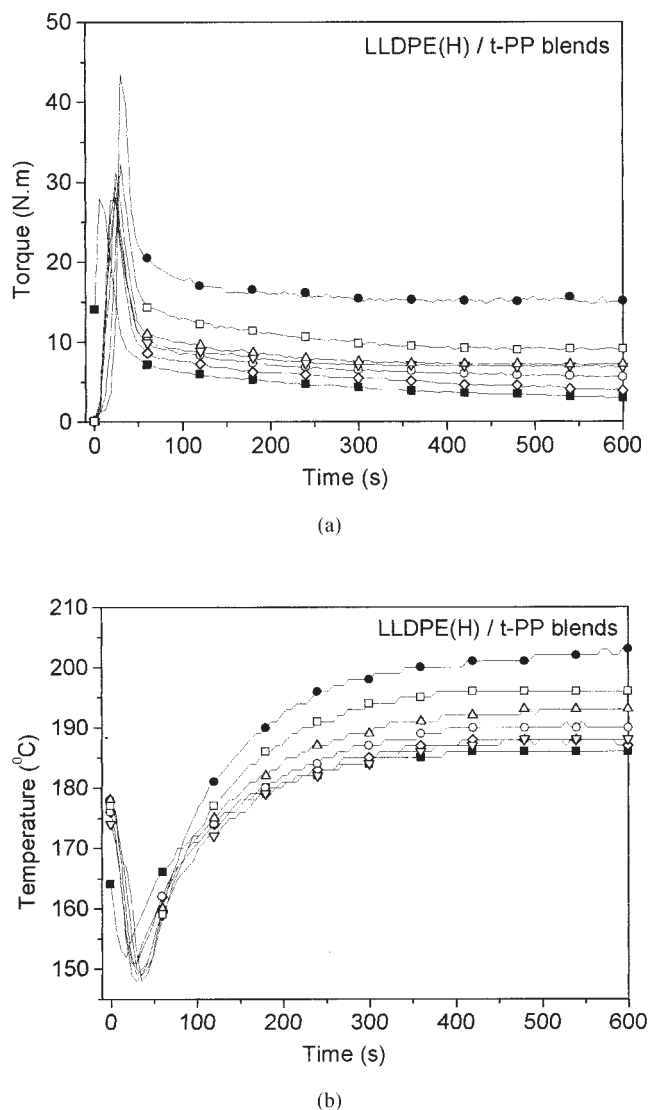 LLDPE(H) / t-PP blends
50
40
30
20
10
0
Torque (N.m)
0 100 200 300 400 500 600
Time (s)
(a)
LLDPE(H) / t-PP blends
210
200
190
180
170
160
150
Temperature (⁰C)
0 100 200 300 400 500 600
Time (s)
(b)